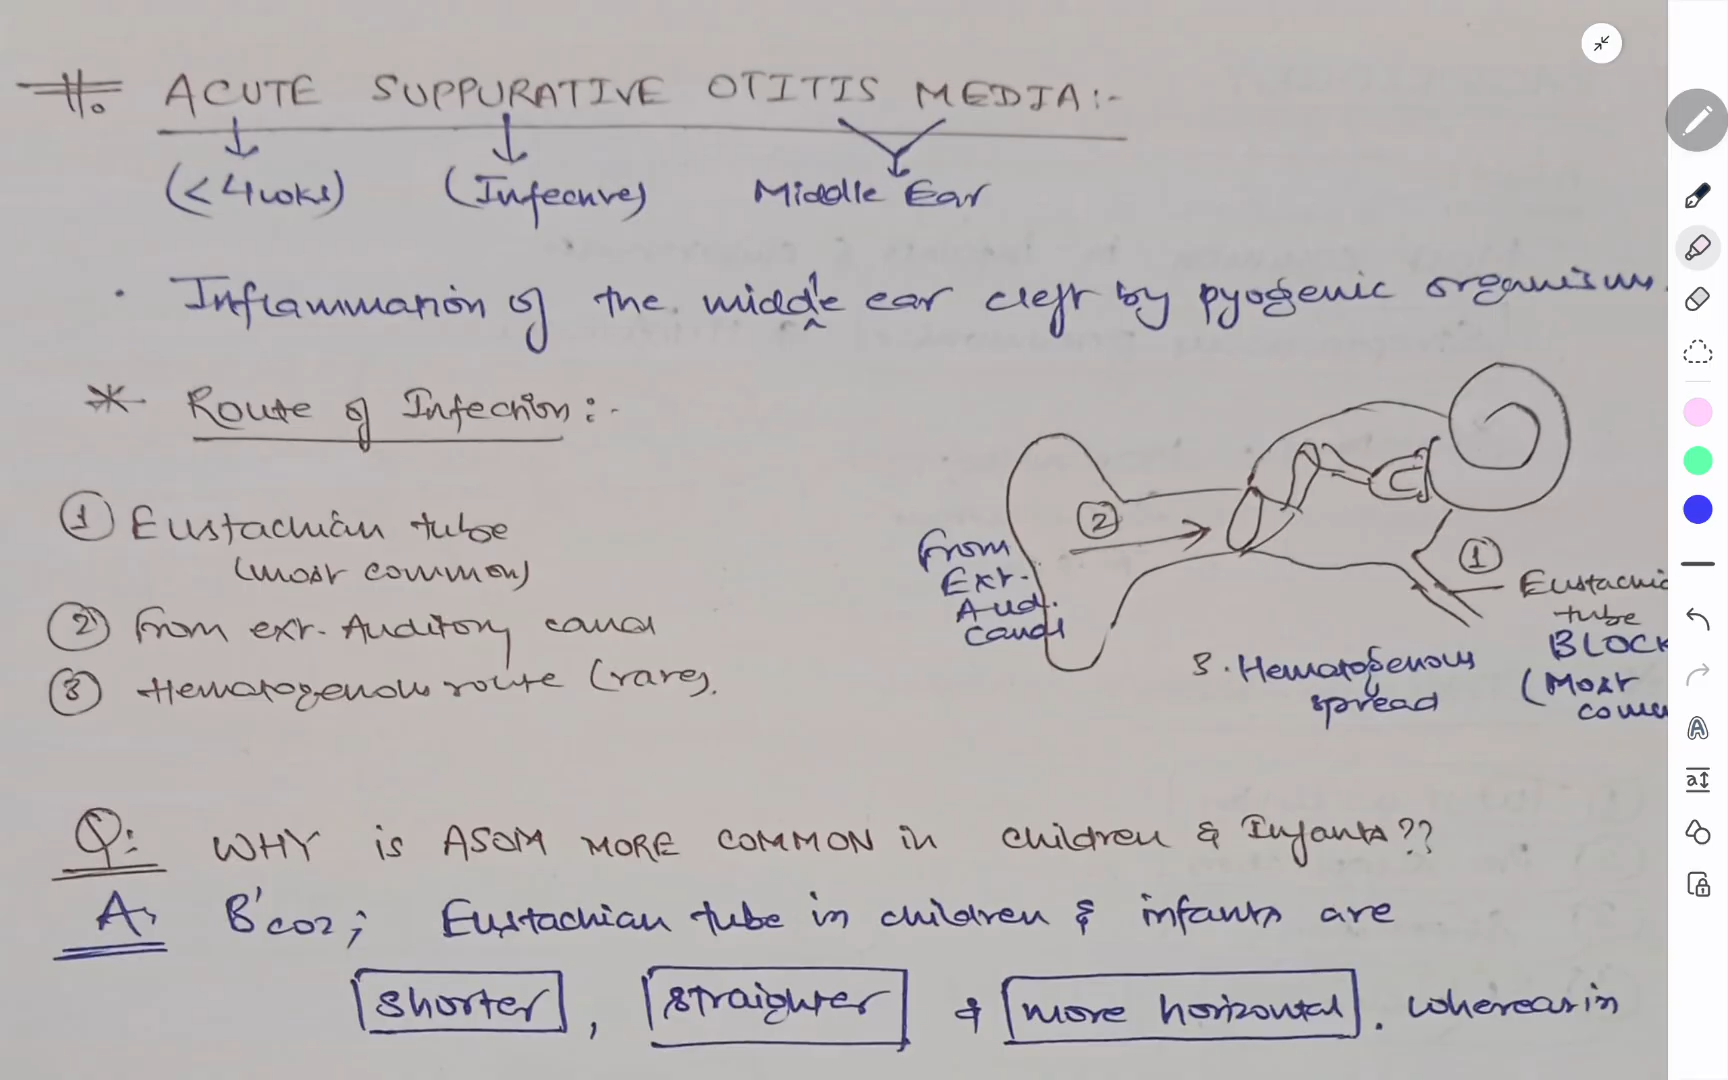 #. ACUTE SUPPURATIVE OTITIS MEDIA:-
(<4wks) (Infective) Middle Ear
· Inflammation of the middle ear cleft by pyogenic organism.
* Route of Infection:-
① Eustachian tube
(most common)
② From ext. Auditory canal
③ Hematogenous route (rare).
②
From
Ext.
Aud.
Canal
①
Eustachia
tube
BLOCK
(Most
comm
3. Hematogenous
spread
Q: WHY is ASOM MORE COMMON in children & Infants??
A, B'coz; Eustachian tube in children & infants are
shorter, straighter & more horizontal. whereas in